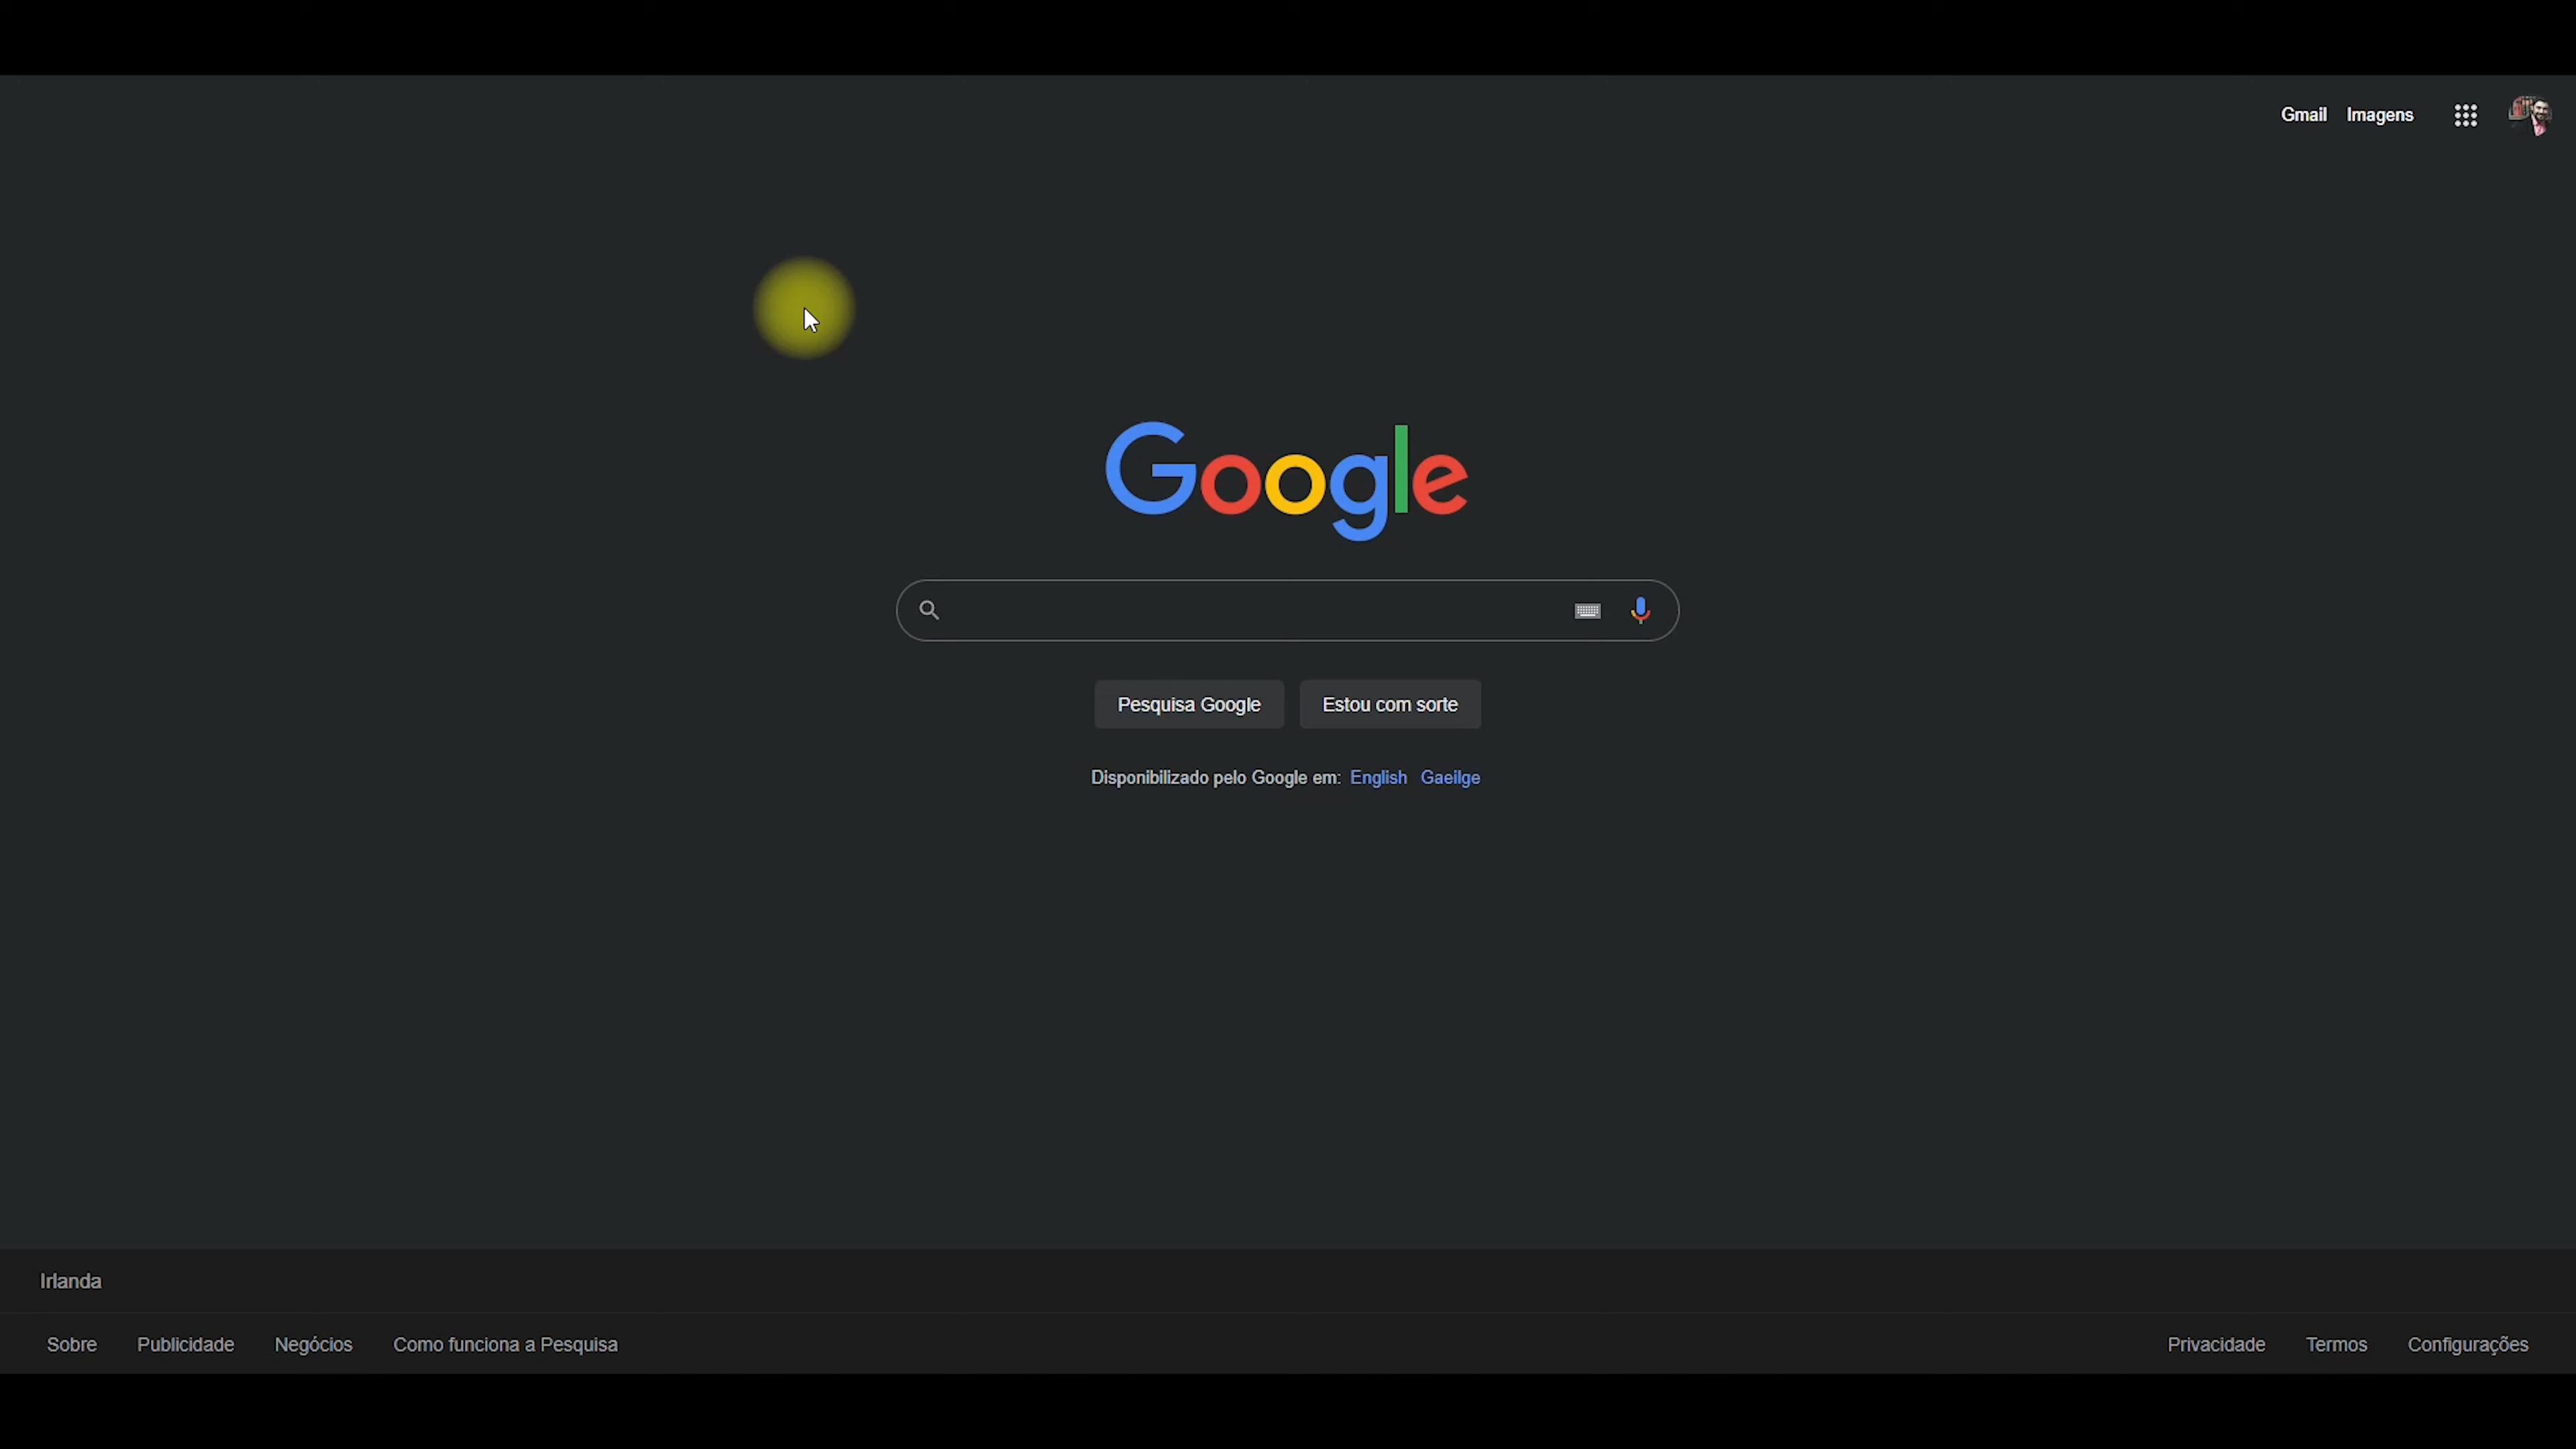 Gmail Imagens
Google
Pesquisa Google Estou com sorte
Disponibilizado pelo Google em: English Gaeilge
Irlanda
Sobre Publicidade Negócios Como funciona a Pesquisa Privacidade Termos Configurações